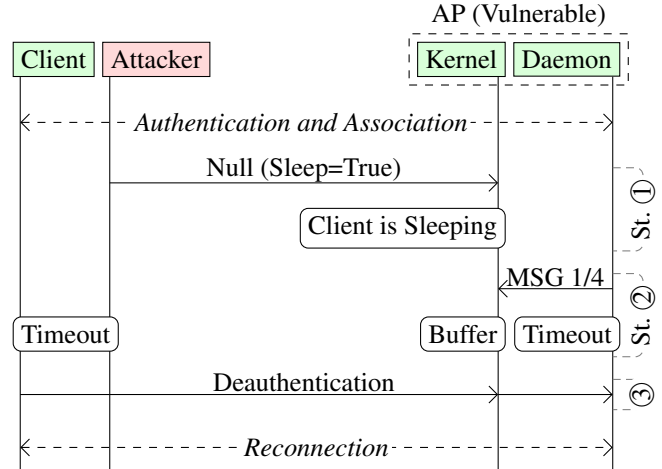 AP (Vulnerable)
Client Attacker Kernel Daemon
Authentication and Association
Null (Sleep=True)
St. ①
Client is Sleeping
MSG 1/4
St. ②
Timeout Buffer Timeout
Deauthentication
③
Reconnection